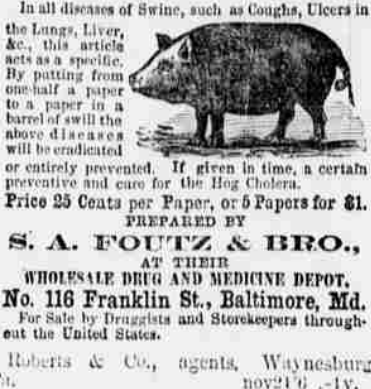 In all diseases of Swine, such as Coughs, Ulcers in
the Lungs, Liver,
&c., this article
acts as a specific.
By putting from
one-half a paper
to a paper in a
barrel of swill the
above diseases
will be eradicated
or entirely prevented. If given in time, a certain
preventive and cure for the Hog Cholera.
Price 25 Cents per Paper, or 5 Papers for $1.
PREPARED BY
S. A. FOUTZ & BRO.,
AT THEIR
WHOLESALE DRUG AND MEDICINE DEPOT,
No. 116 Franklin St., Baltimore, Md.
For Sale by Druggists and Storekeepers through-
out the United States.
Roberts & Co., agents, Waynesburg